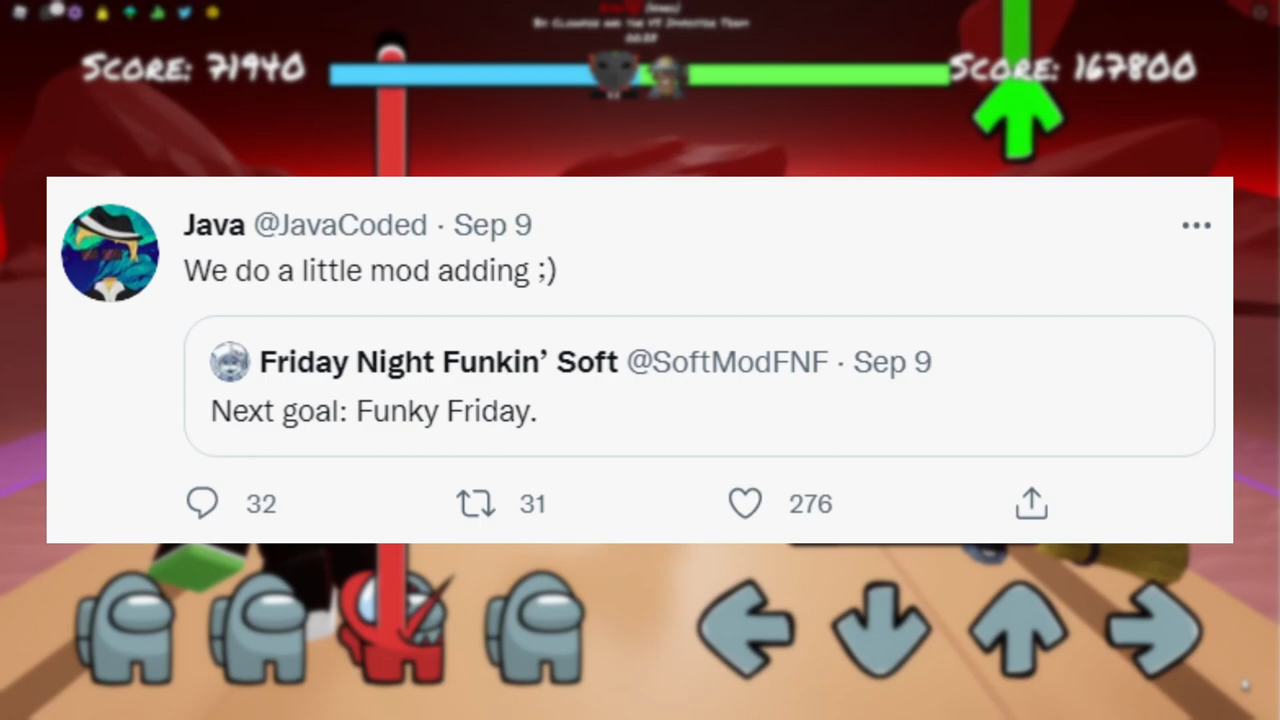 Score: 71940
Score: 167800
Java @JavaCoded · Sep 9
We do a little mod adding ;)
Friday Night Funkin’ Soft @SoftModFNF · Sep 9
Next goal: Funky Friday.
32 31 276